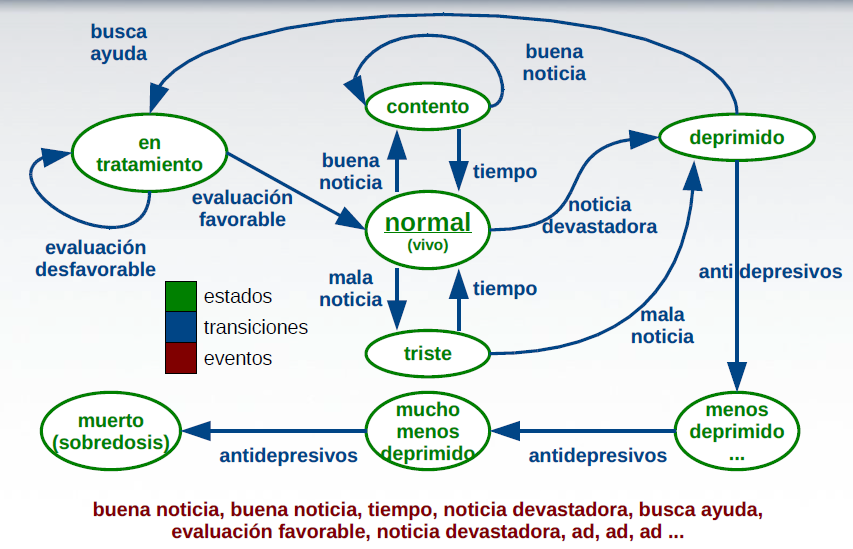 busca
ayuda
buena
noticia
contento
deprimido
en
tratamiento
buena
noticia
tiempo
evaluación
favorable
normal
(vivo)
noticia
devastadora
evaluación
desfavorable
mala
noticia
tiempo
antidepresivos
estados
transiciones
eventos
mala
noticia
triste
muerto
(sobredosis)
antidepresivos
mucho
menos
deprimido
antidepresivos
menos
deprimido
...
buena noticia, buena noticia, tiempo, noticia devastadora, busca ayuda,
evaluación favorable, noticia devastadora, ad, ad, ad ...